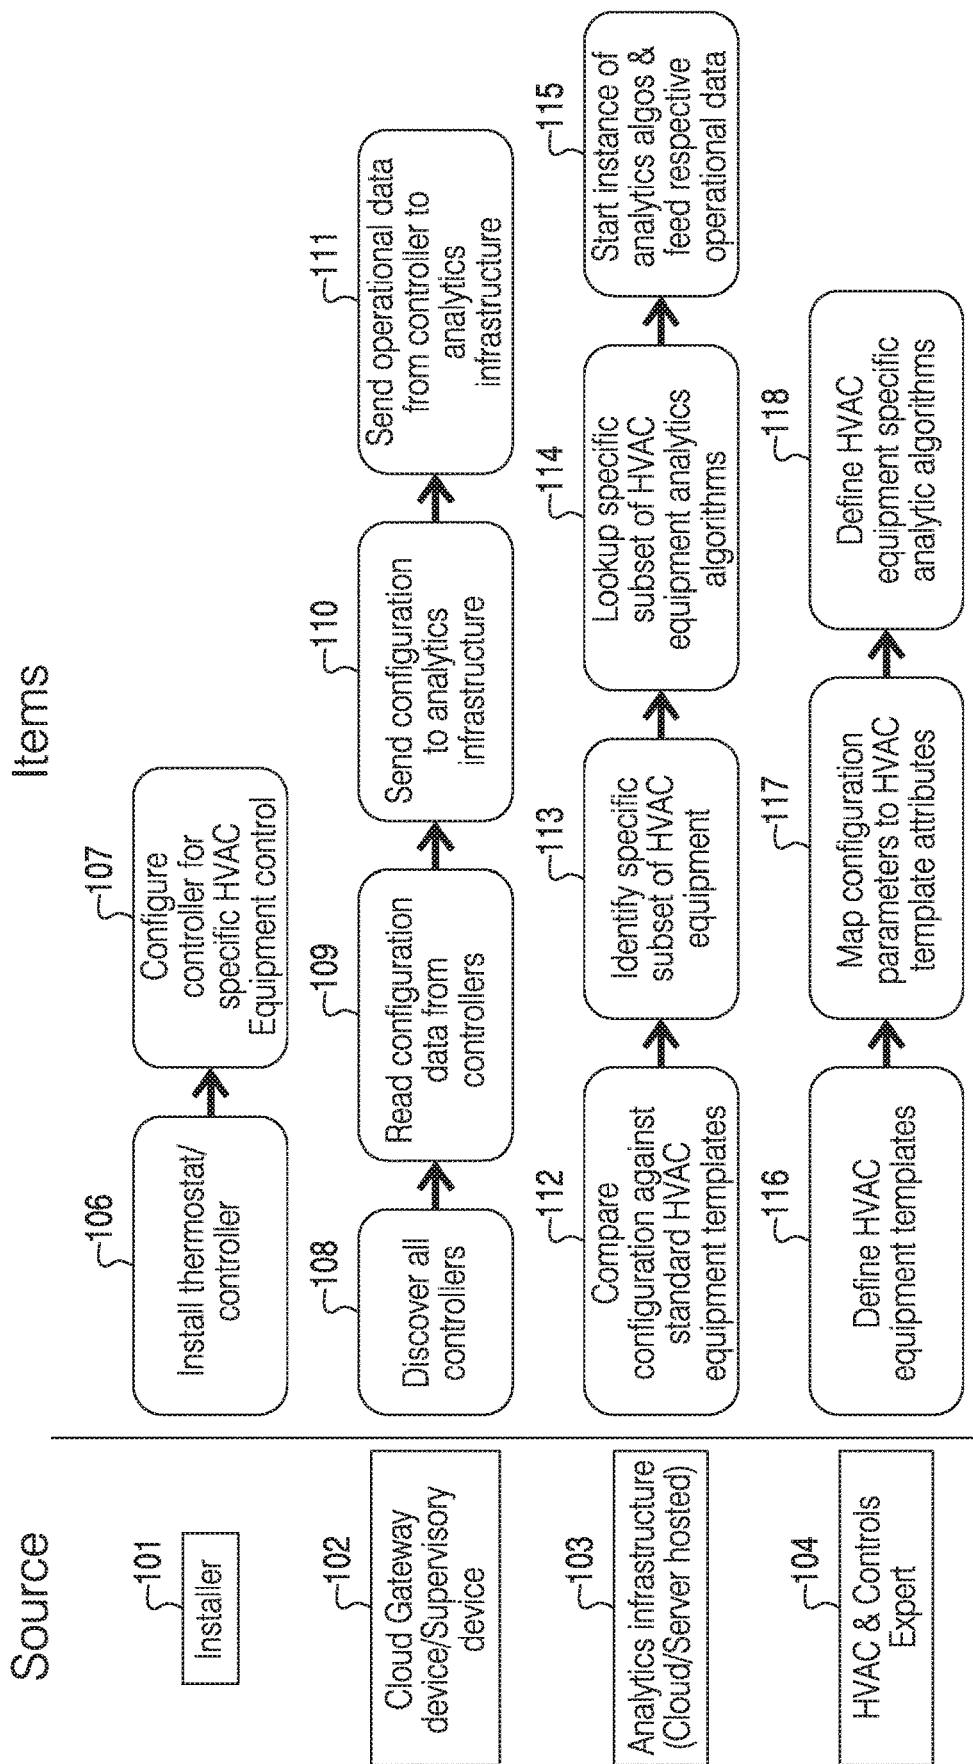 Source
Items
101
Installer
106
Install thermostat/
controller
107
Configure
controller for
specific HVAC
Equipment control
102
Cloud Gateway
device/Supervisory
device
108
Discover all
controllers
109
Read configuration
data from
controllers
110
Send configuration
to analytics
infrastructure
111
Send operational data
from controller to
analytics
infrastructure
103
Analytics infrastructure
(Cloud/Server hosted)
112
Compare
configuration against
standard HVAC
equipment templates
113
Identify specific
subset of HVAC
equipment
114
Lookup specific
subset of HVAC
equipment analytics
algorithms
115
Start instance of
analytics algos &
feed respective
operational data
104
HVAC & Controls
Expert
116
Define HVAC
equipment templates
117
Map configuration
parameters to HVAC
template attributes
118
Define HVAC
equipment specific
analytic algorithms